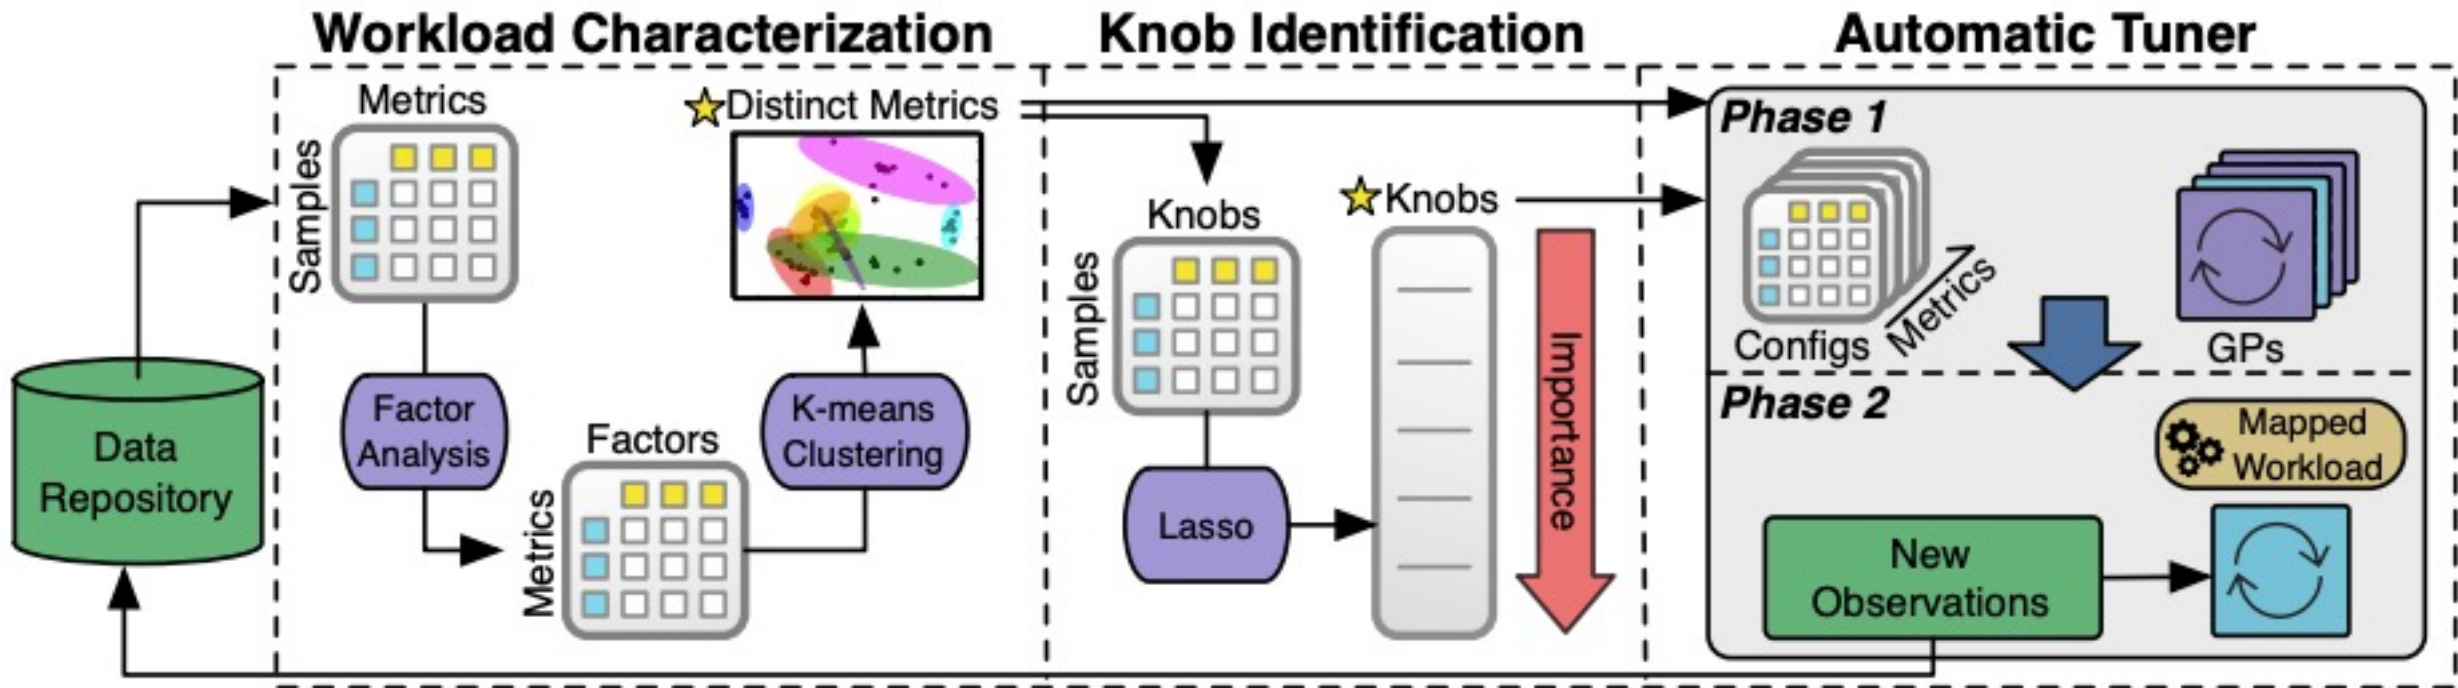 Workload Characterization
Knob Identification
Automatic Tuner
Data
Repository
Metrics
Samples
Factor
Analysis
Factors
Metrics
K-means
Clustering
Distinct Metrics
Knobs
Samples
Lasso
Knobs
Importance
Phase 1
Configs
Metrics
GPs
Phase 2
Mapped
Workload
New
Observations